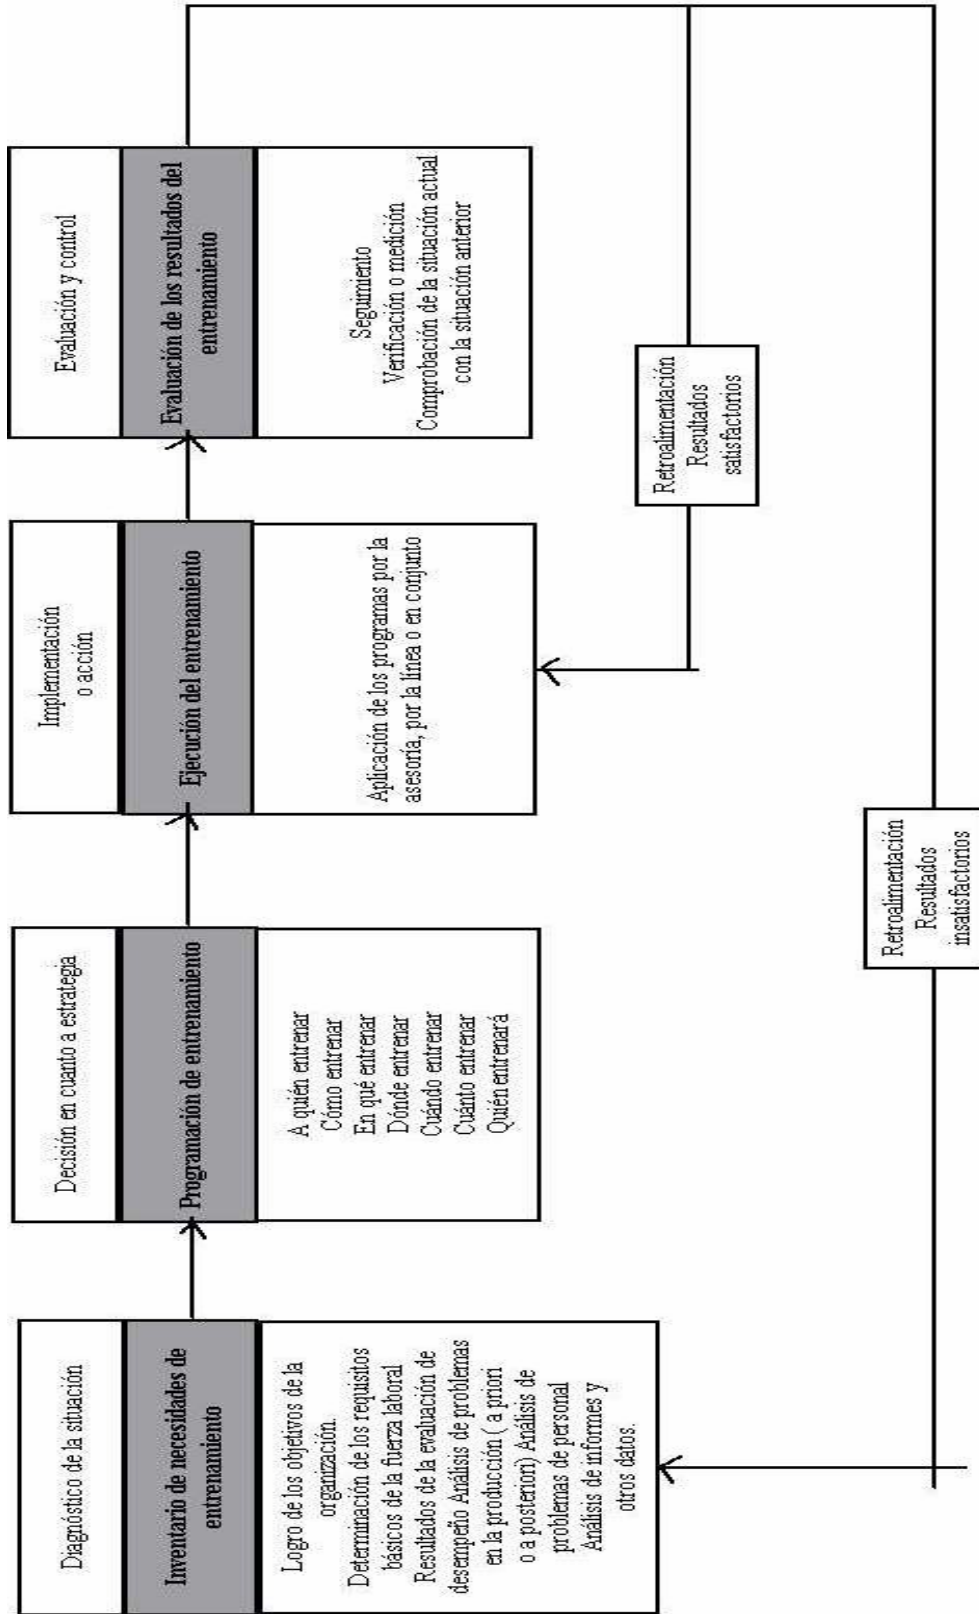 Diagnóstico de la situación
Inventario de necesidades de
entrenamiento
Logro de los objetivos de la
organización.
Determinación de los requisitos
básicos de la fuerza laboral
Resultados de la evaluación de
desempeño Análisis de problemas
en la producción ( a priori
o a posteriori) Análisis de
problemas de personal
Análisis de informes y
otros datos.
Decisión en cuanto a estrategia
Programación de entrenamiento
A quién entrenar
Cómo entrenar
En qué entrenar
Dónde entrenar
Cuándo entrenar
Cuánto entrenar
Quién entrenará
Implementación
o acción
Ejecución del entrenamiento
Aplicación de los programas por la
asesoría, por la línea o en conjunto
Evaluación y control
Evaluación de los resultados del
entrenamiento
Seguimiento
Verificación o medición
Comprobación de la situación actual
con la situación anterior
Retroalimentación
Resultados
satisfactorios
Retroalimentación
Resultados
insatisfactorios